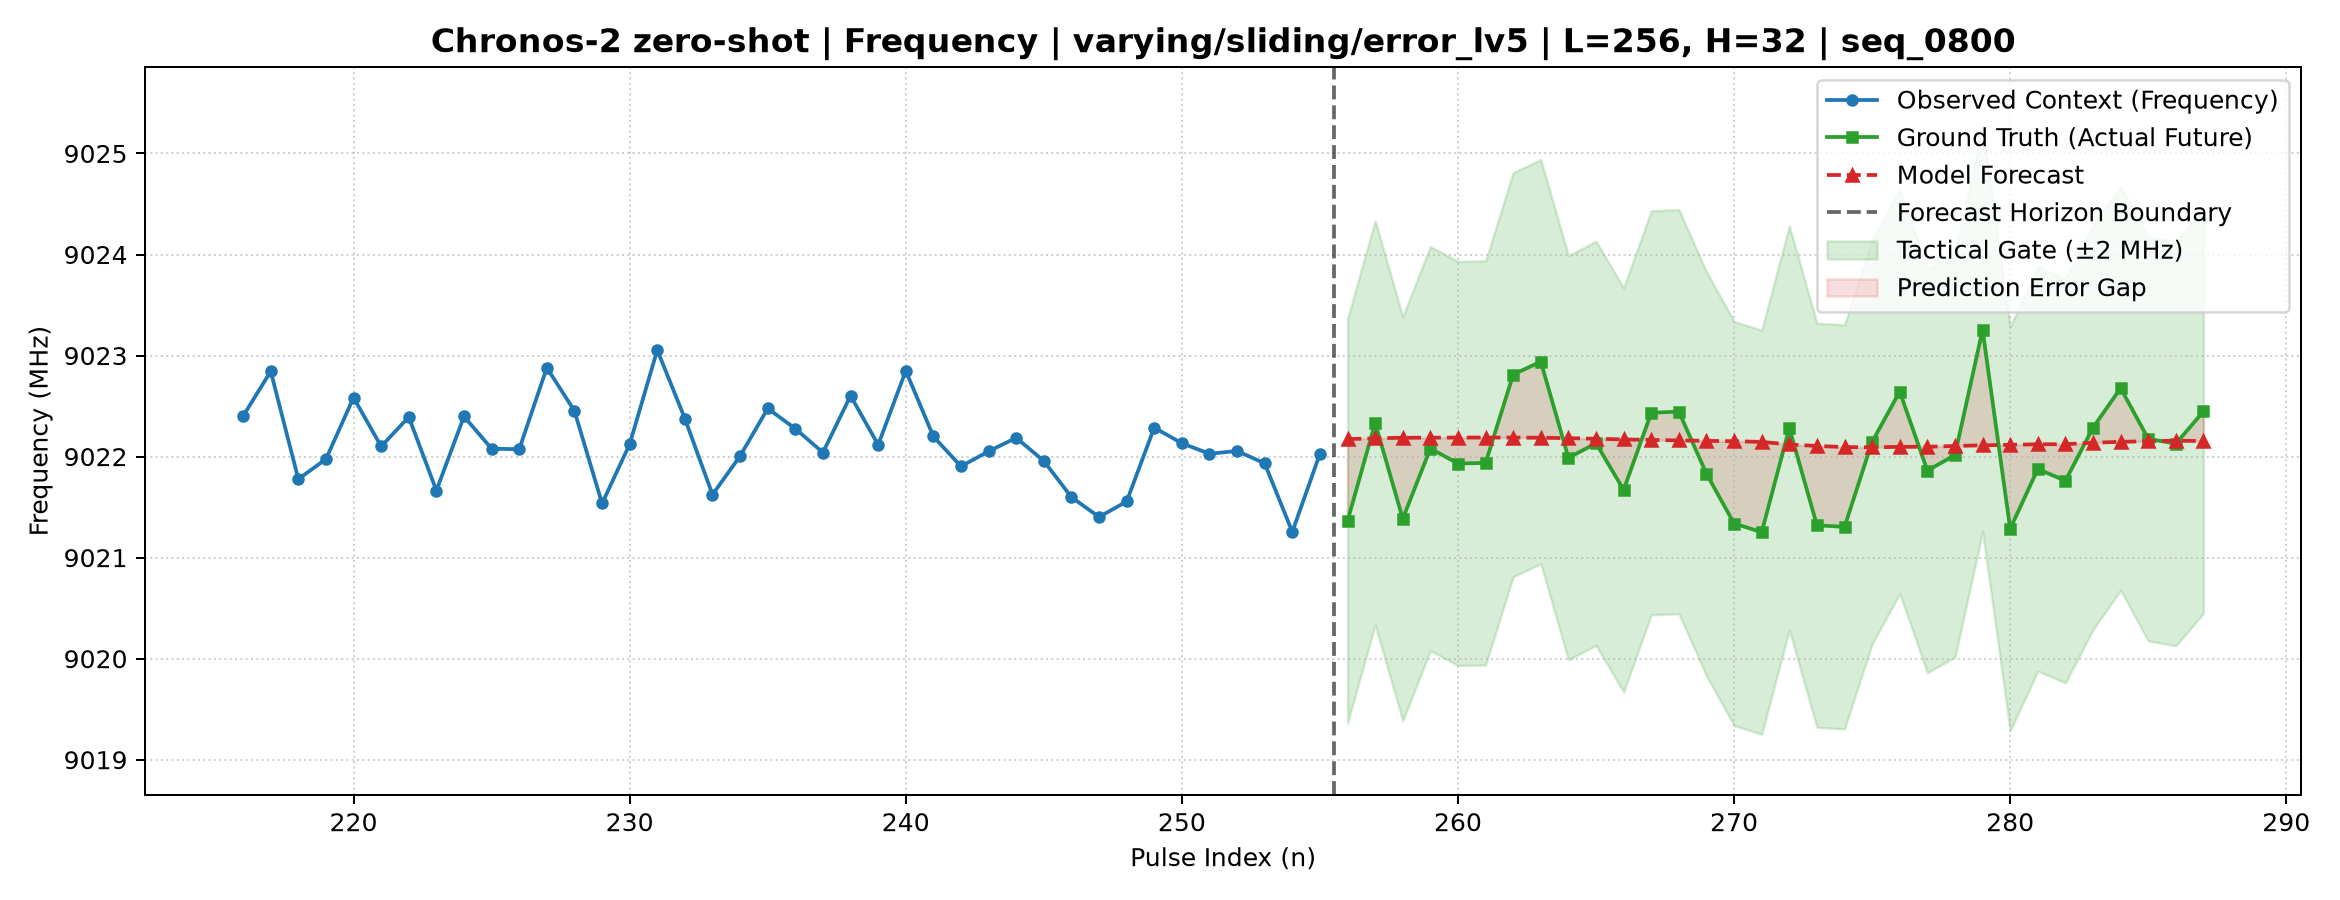 Chronos-2 zero-shot | Frequency | varying/sliding/error_lv5 | L=256, H=32 | seq_0800
Observed Context (Frequency)
Ground Truth (Actual Future)
Model Forecast
Forecast Horizon Boundary
Tactical Gate (±2 MHz)
Prediction Error Gap
Frequency (MHz)
9025
9024
9023
9022
9021
9020
9019
220 230 240 250 260 270 280 290
Pulse Index (n)